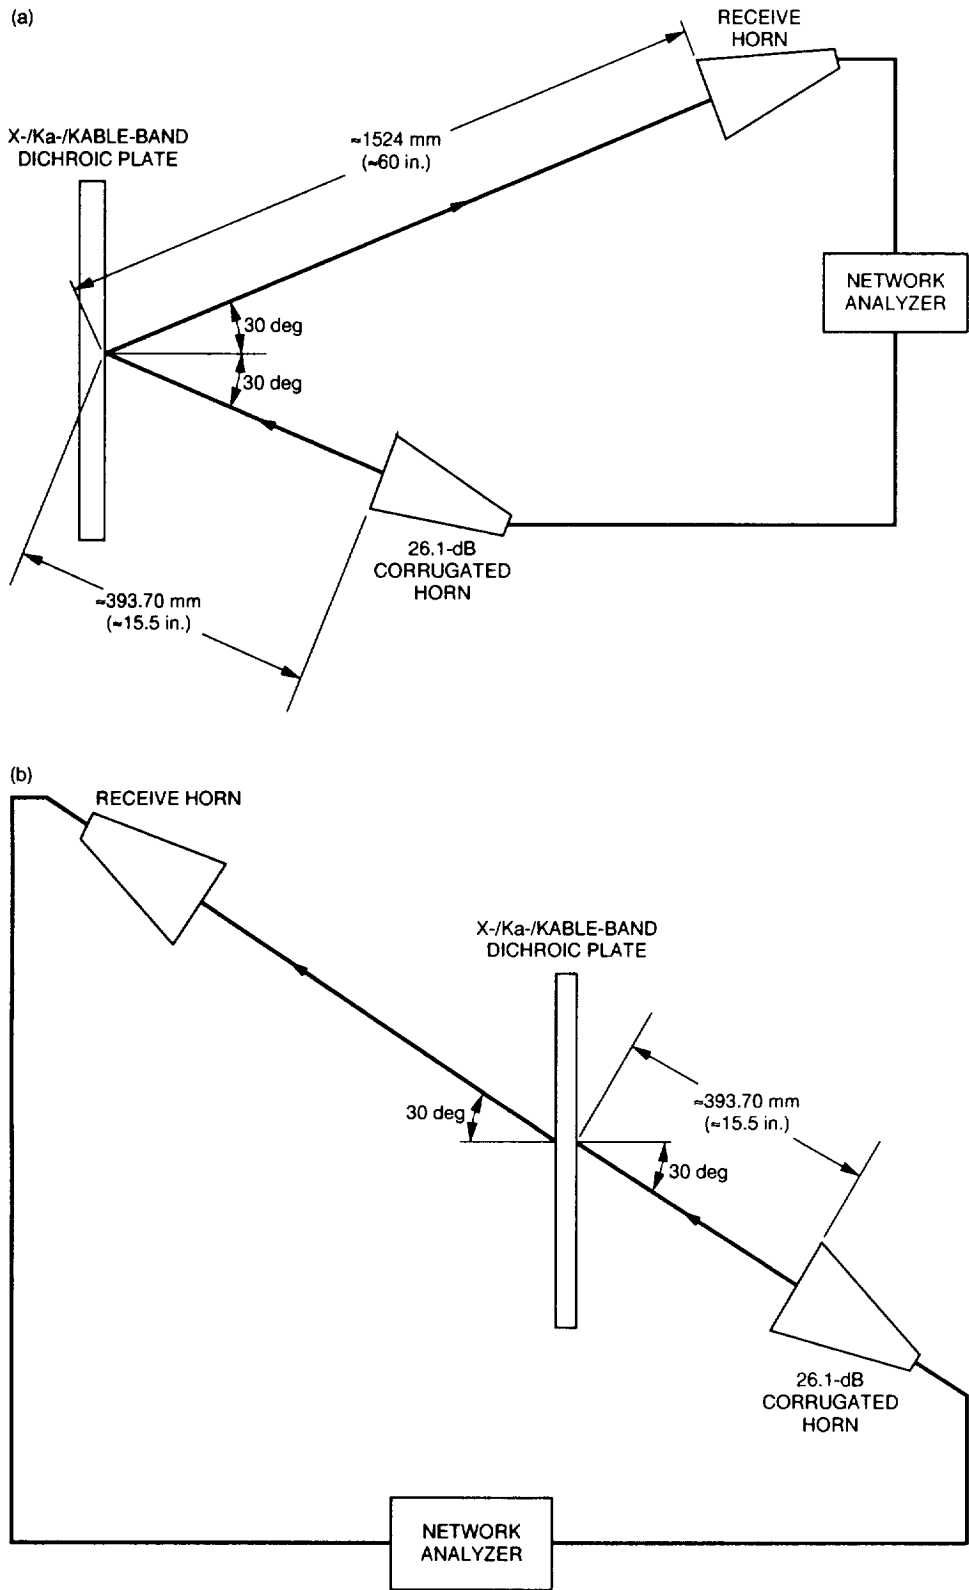 (a)
RECEIVE
HORN
X-/Ka-/KABLE-BAND
DICHROIC PLATE
≈1524 mm
(≈60 in.)
NETWORK
ANALYZER
30 deg
30 deg
26.1-dB
CORRUGATED
HORN
≈393.70 mm
(≈15.5 in.)
(b)
RECEIVE HORN
X-/Ka-/KABLE-BAND
DICHROIC PLATE
≈393.70 mm
(≈15.5 in.)
30 deg
30 deg
26.1-dB
CORRUGATED
HORN
NETWORK
ANALYZER